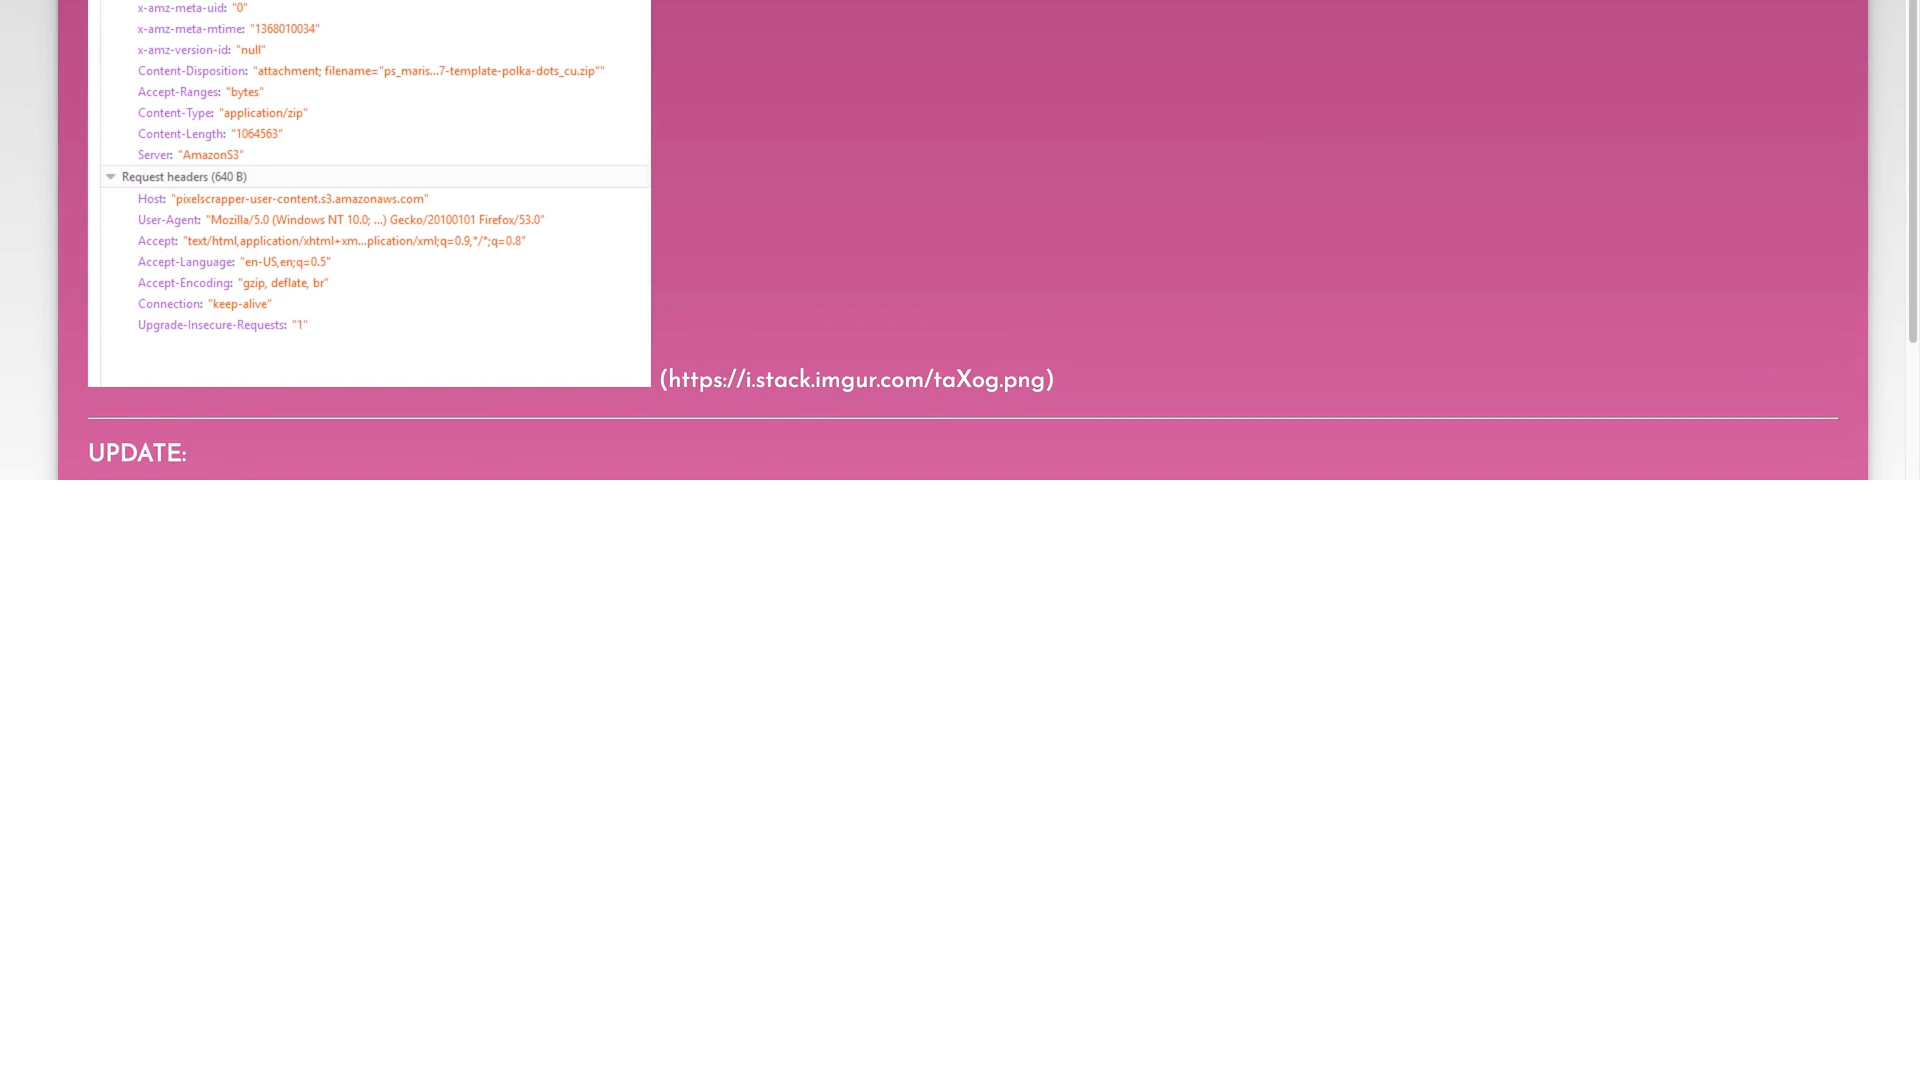 x-amz-meta-uid: "0"
x-amz-meta-mtime: "1368010034"
x-amz-version-id: "null"
Content-Disposition: "attachment; filename="ps_maris...7-template-polka-dots_cu.zip""
Accept-Ranges: "bytes"
Content-Type: "application/zip"
Content-Length: "1064563"
Server: "AmazonS3"
Request headers (640 B)
Host: "pixelscrapper-user-content.s3.amazonaws.com"
User-Agent: "Mozilla/5.0 (Windows NT 10.0; ...) Gecko/20100101 Firefox/53.0"
Accept: "text/html,application/xhtml+xm...plication/xml;q=0.9,*/*;q=0.8"
Accept-Language: "en-US,en;q=0.5"
Accept-Encoding: "gzip, deflate, br"
Connection: "keep-alive"
Upgrade-Insecure-Requests: "1"
(https://i.stack.imgur.com/taXog.png)
UPDATE: